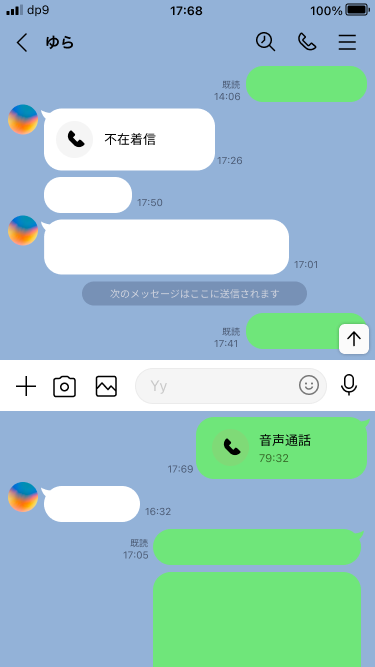 dp9 17:68 100%
ゆら
既読
14:06
不在着信
17:26
17:50
17:01
次のメッセージはここに送信されます
既読
17:41
Yy
音声通話
79:32
17:69
16:32
既読
17:05